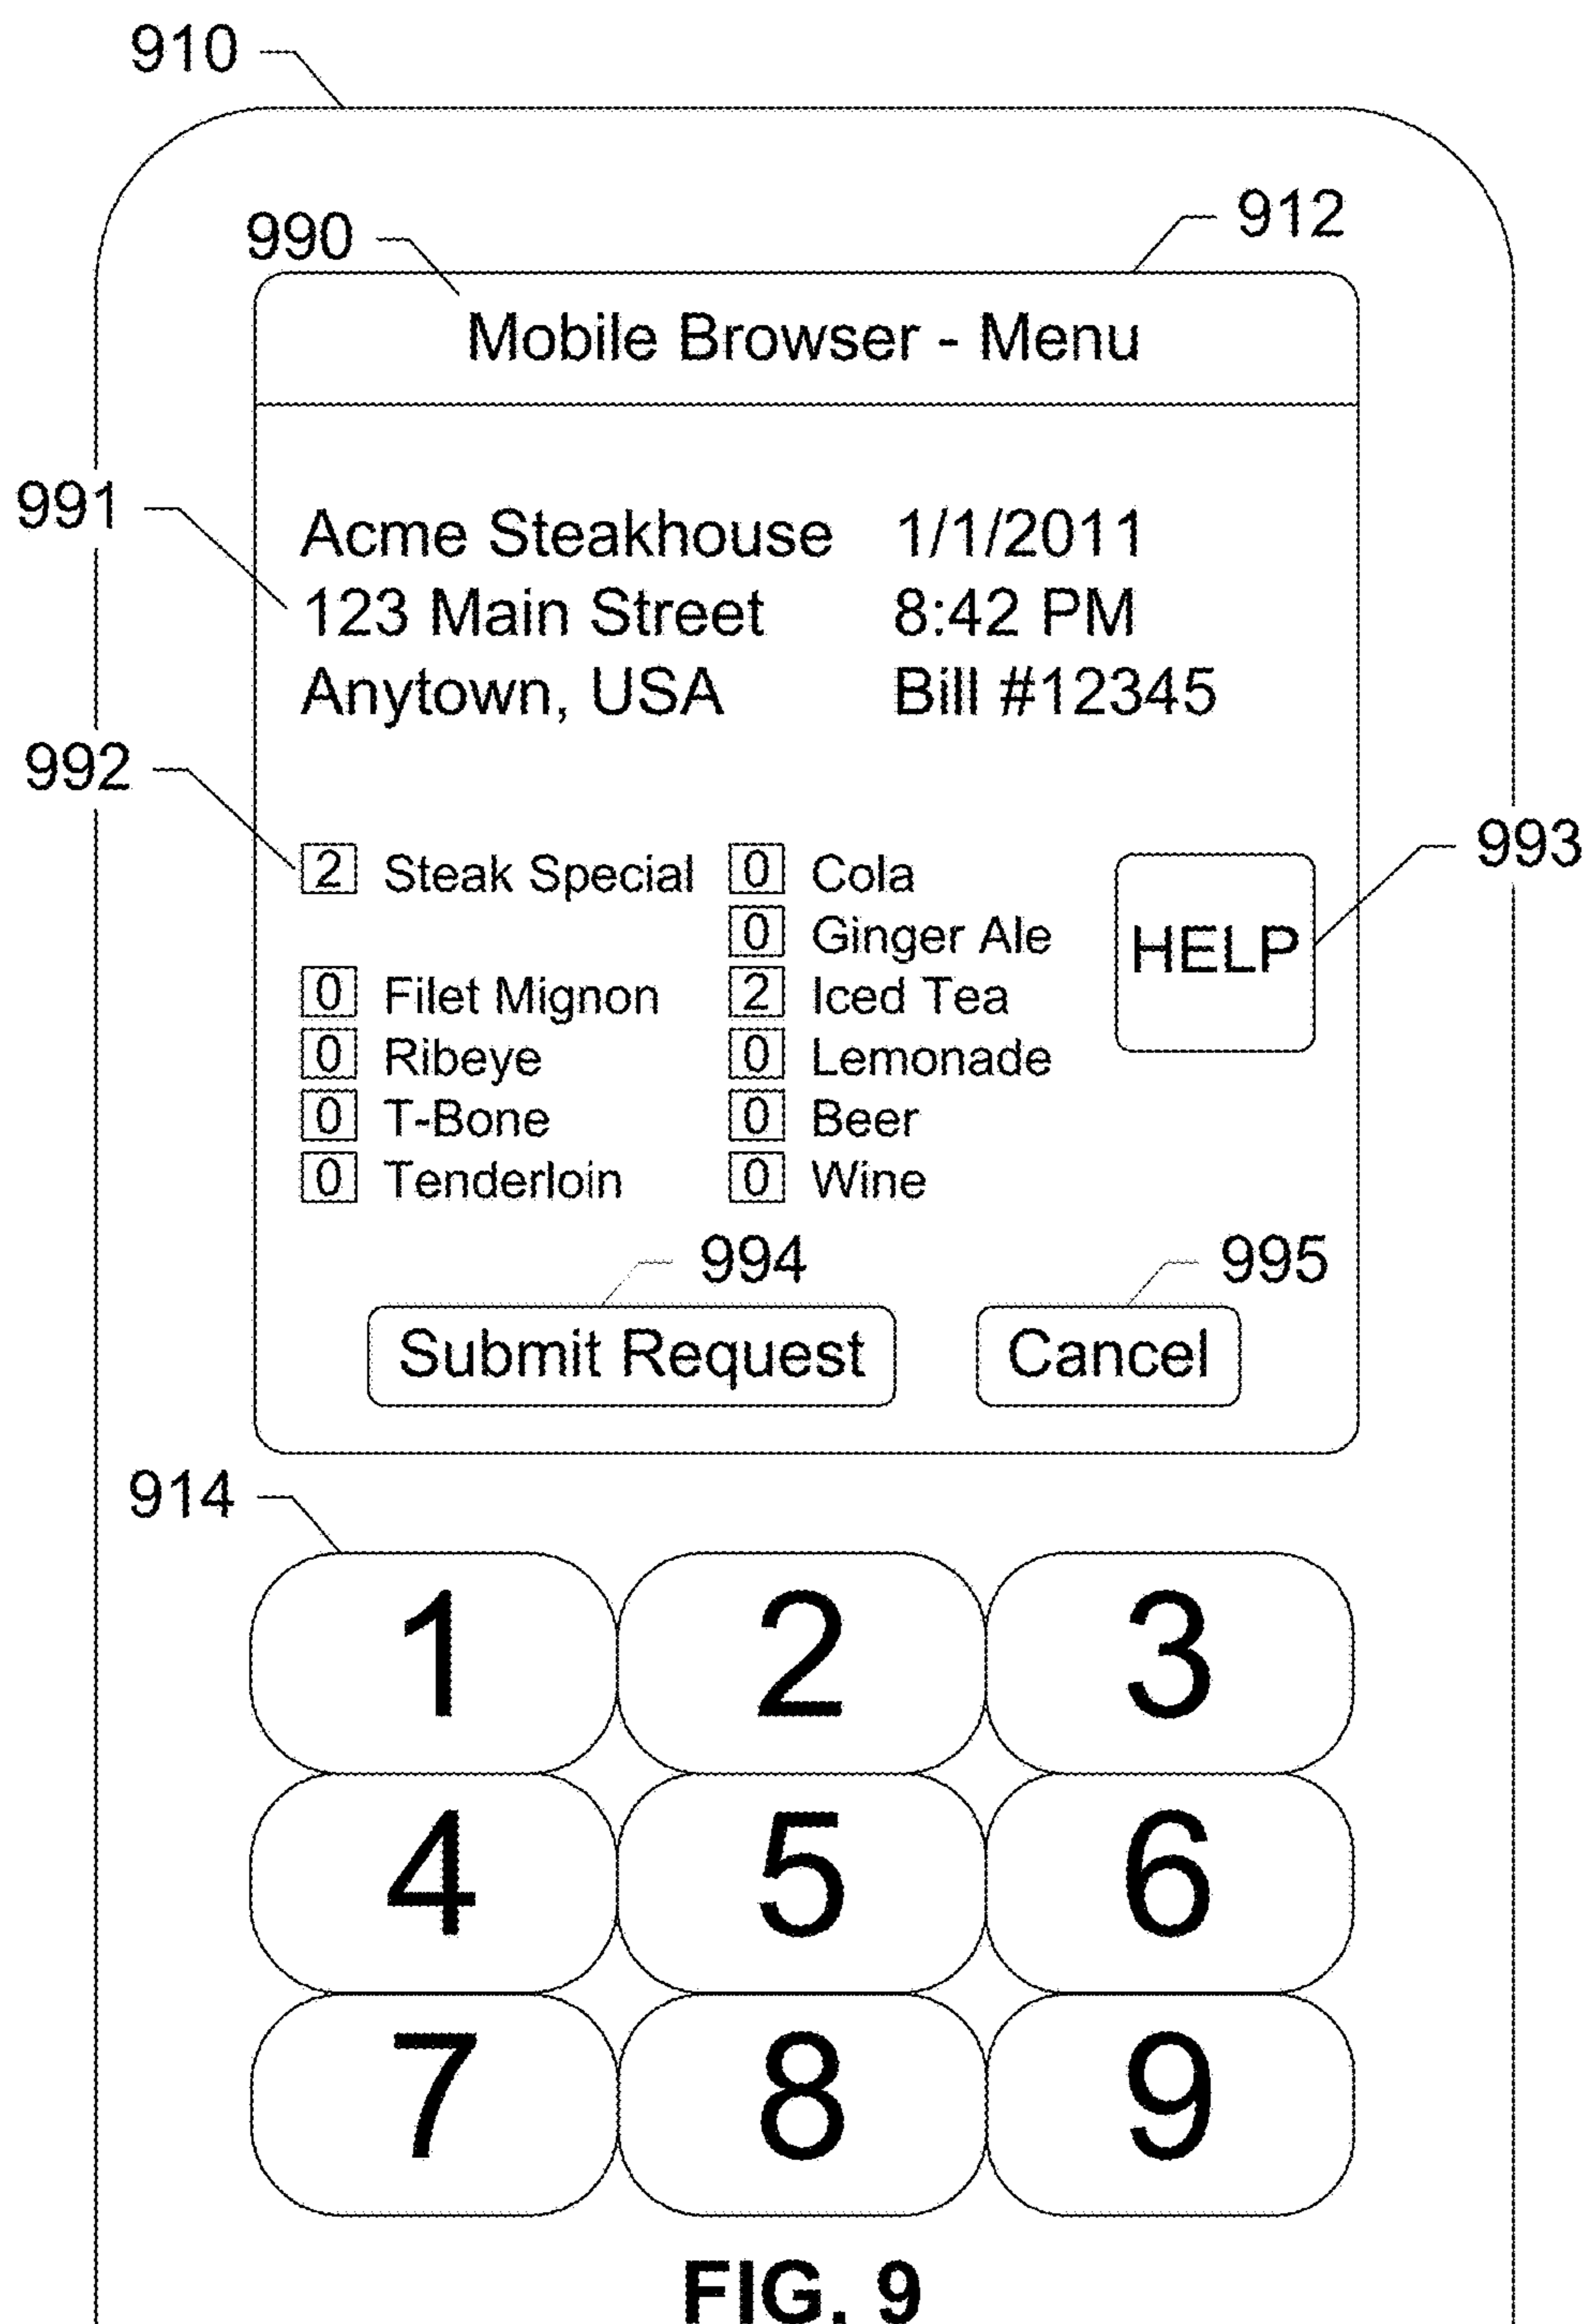 910
990
912
Mobile Browser - Menu
991
Acme Steakhouse 1/1/2011
123 Main Street 8:42 PM
Anytown, USA Bill #12345
992
993
2 Steak Special 0 Cola
0 Ginger Ale
HELP
0 Filet Mignon 2 Iced Tea
0 Ribeye 0 Lemonade
0 T-Bone 0 Beer
0 Tenderloin 0 Wine
994 995
Submit Request Cancel
914
1 2 3
4 5 6
7 8 9
FIG. 9